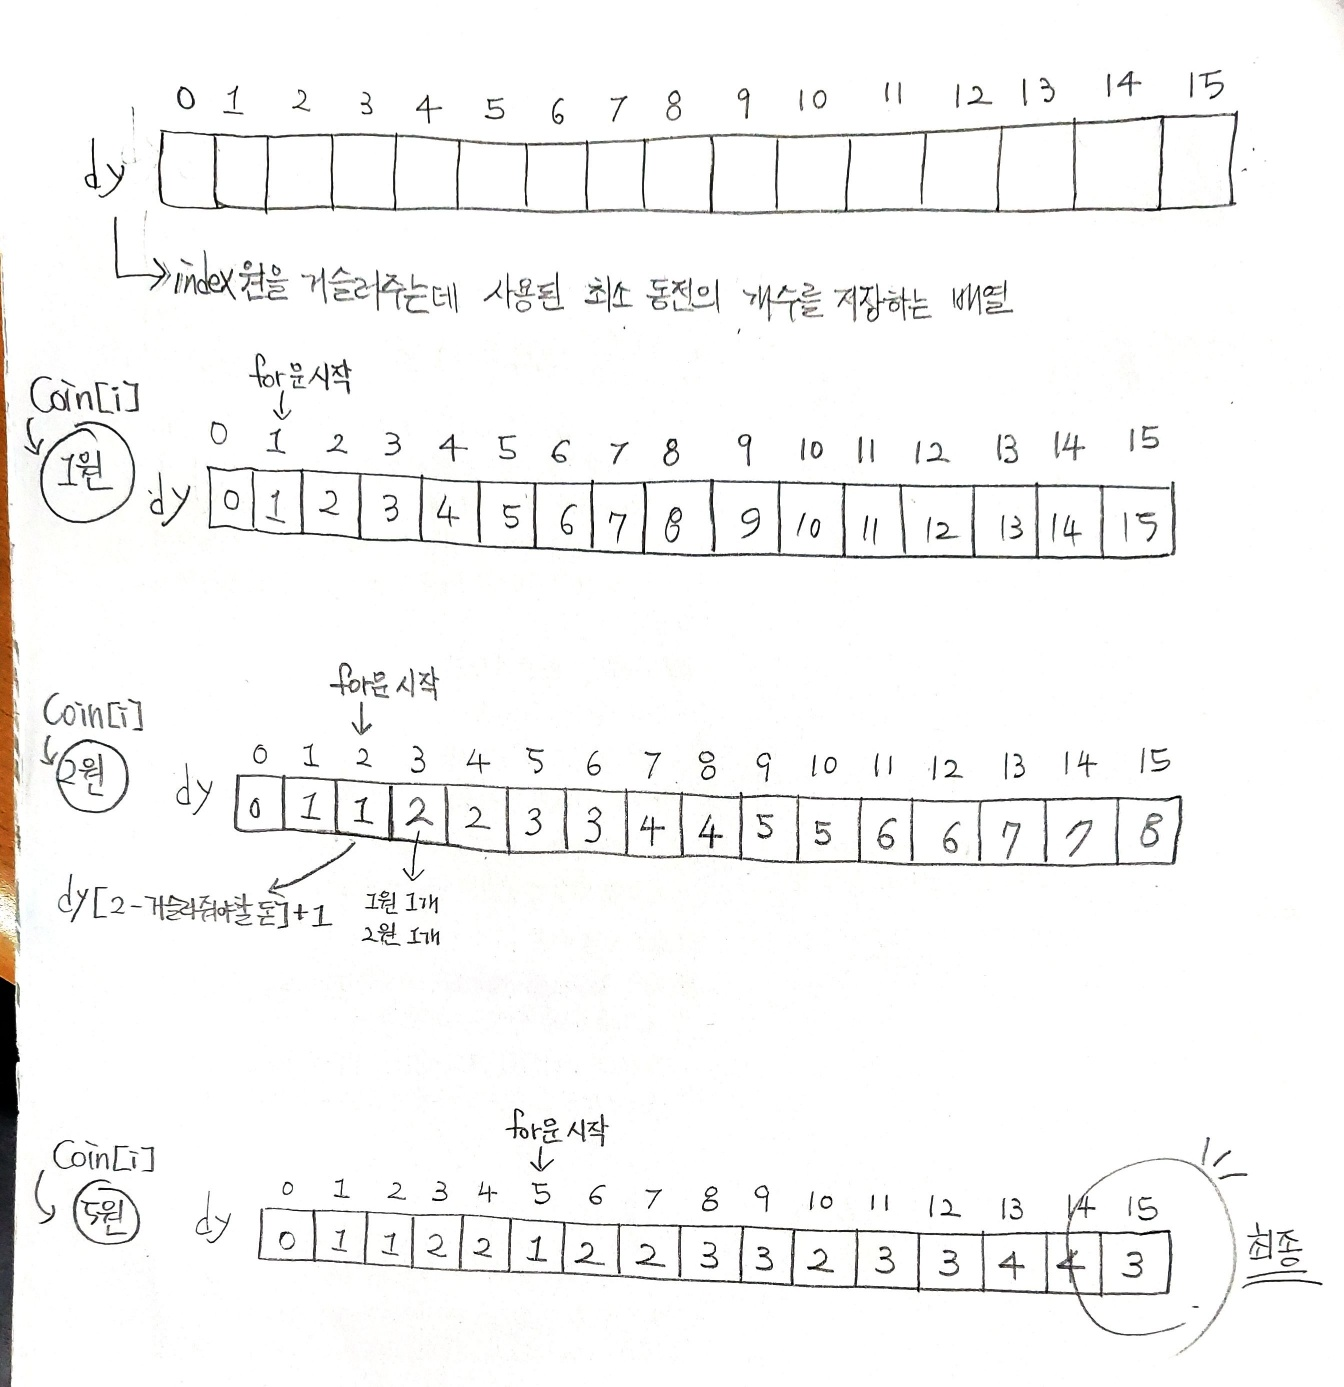 0 1 2 3 4 5 6 7 8 9 10 11 12 13 14 15
dy
index원을 거슬러주는데 사용된 최소 동전의 개수를 저장하는 배열
for문시작
Coin[i]
0 1 2 3 4 5 6 7 8 9 10 11 12 13 14 15
1원
dy 0 1 2 3 4 5 6 7 8 9 10 11 12 13 14 15
for문 시작
Coin[i]
0 1 2 3 4 5 6 7 8 9 10 11 12 13 14 15
2원
dy 0 1 1 2 2 3 3 4 4 5 5 6 6 7 7 8
dy[2-거슬러줘야할 돈]+1
1원 1개
2원 1개
for문 시작
Coin[i]
0 1 2 3 4 5 6 7 8 9 10 11 12 13 14 15
5원
dy 0 1 1 2 2 1 2 2 3 3 2 3 3 4 4 3
최종